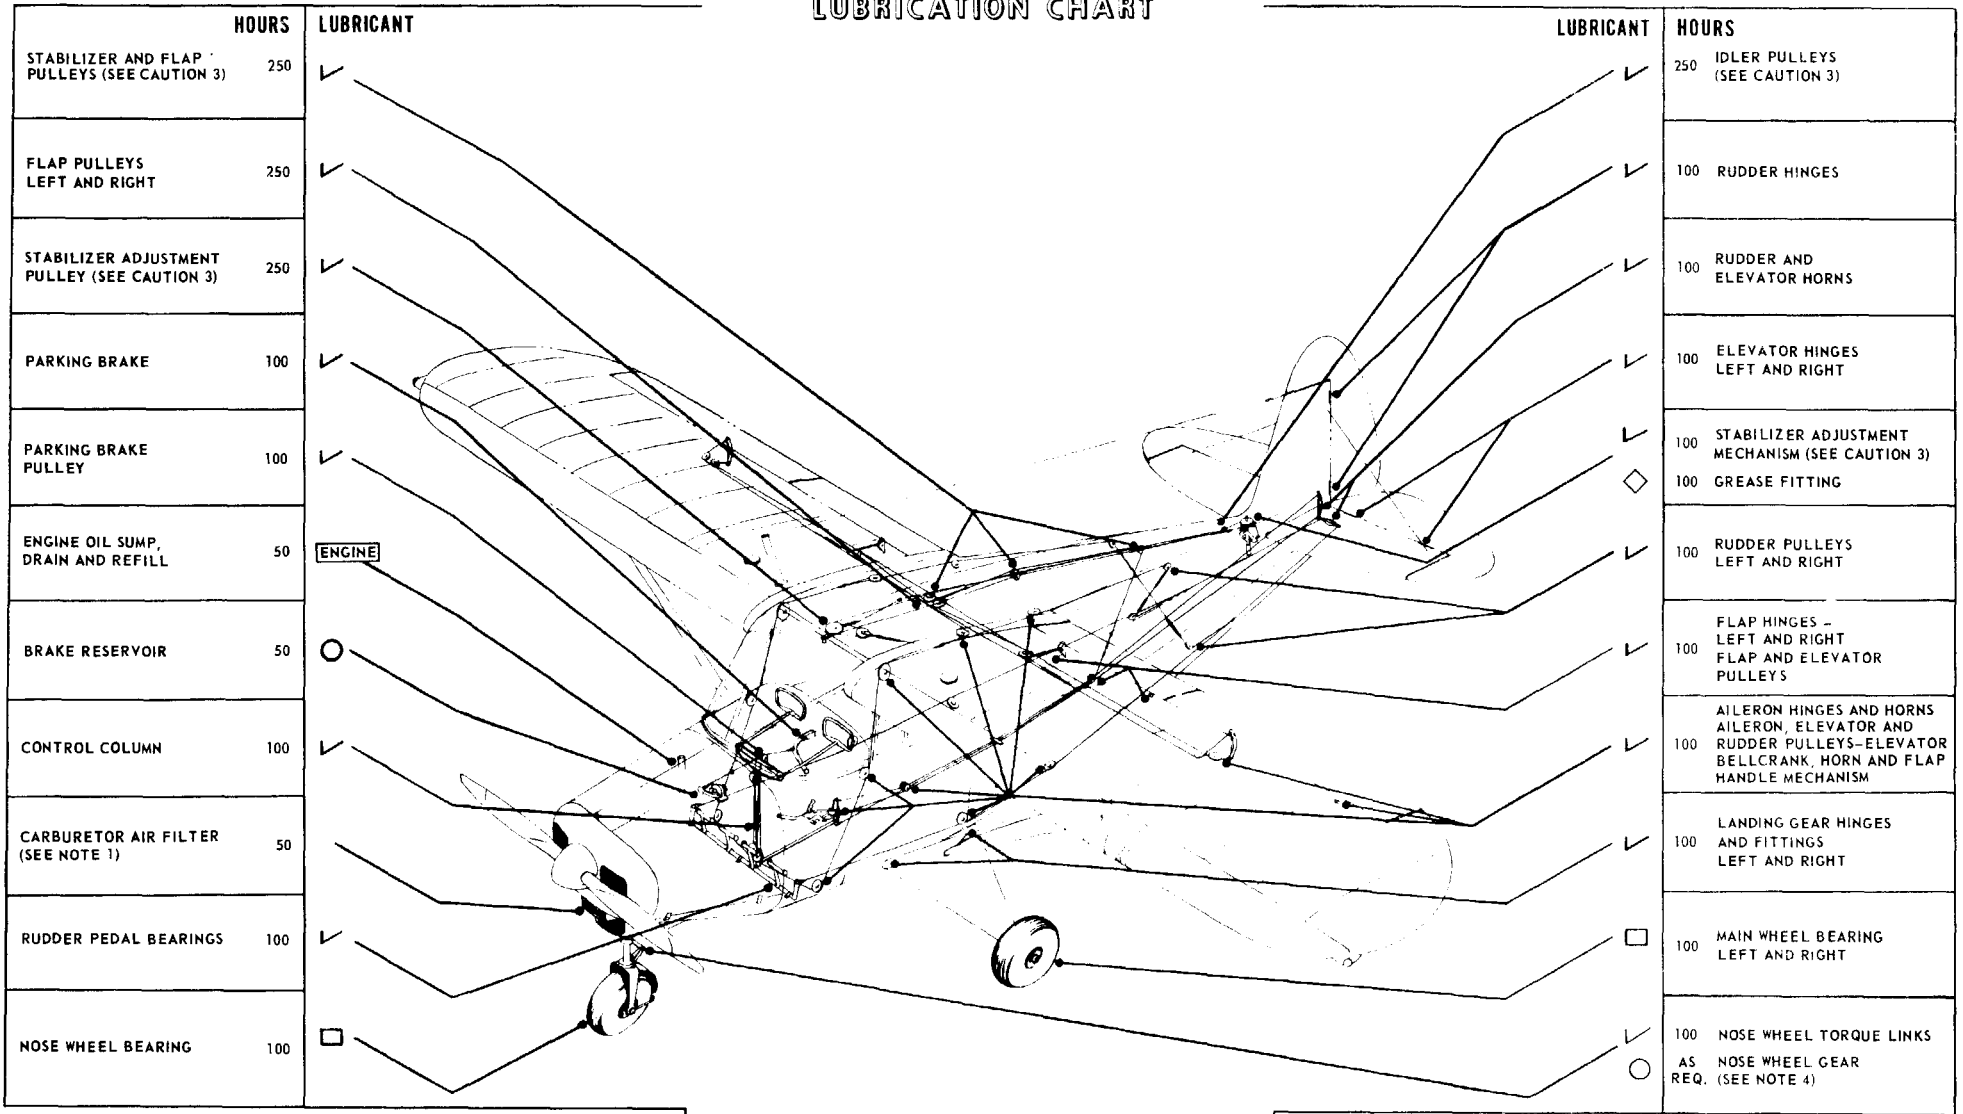 LUBRICATION CHART
HOURS LUBRICANT
STABILIZER AND FLAP
PULLEYS (SEE CAUTION 3) 250
FLAP PULLEYS
LEFT AND RIGHT 250
STABILIZER ADJUSTMENT
PULLEY (SEE CAUTION 3) 250
PARKING BRAKE 100
PARKING BRAKE
PULLEY 100
ENGINE OIL SUMP,
DRAIN AND REFILL 50
ENGINE
BRAKE RESERVOIR 50
CONTROL COLUMN 100
CARBURETOR AIR FILTER
(SEE NOTE 1) 50
RUDDER PEDAL BEARINGS 100
NOSE WHEEL BEARING 100
LUBRICANT HOURS
250 IDLER PULLEYS
(SEE CAUTION 3)
100 RUDDER HINGES
100 RUDDER AND
ELEVATOR HORNS
100 ELEVATOR HINGES
LEFT AND RIGHT
100 STABILIZER ADJUSTMENT
MECHANISM (SEE CAUTION 3)
100 GREASE FITTING
100 RUDDER PULLEYS
LEFT AND RIGHT
FLAP HINGES -
LEFT AND RIGHT
100 FLAP AND ELEVATOR
PULLEYS
AILERON HINGES AND HORNS
AILERON, ELEVATOR AND
100 RUDDER PULLEYS-ELEVATOR
BELLCRANK, HORN AND FLAP
HANDLE MECHANISM
LANDING GEAR HINGES
100 AND FITTINGS
LEFT AND RIGHT
100 MAIN WHEEL BEARING
LEFT AND RIGHT
100 NOSE WHEEL TORQUE LINKS
AS NOSE WHEEL GEAR
REQ. (SEE NOTE 4)